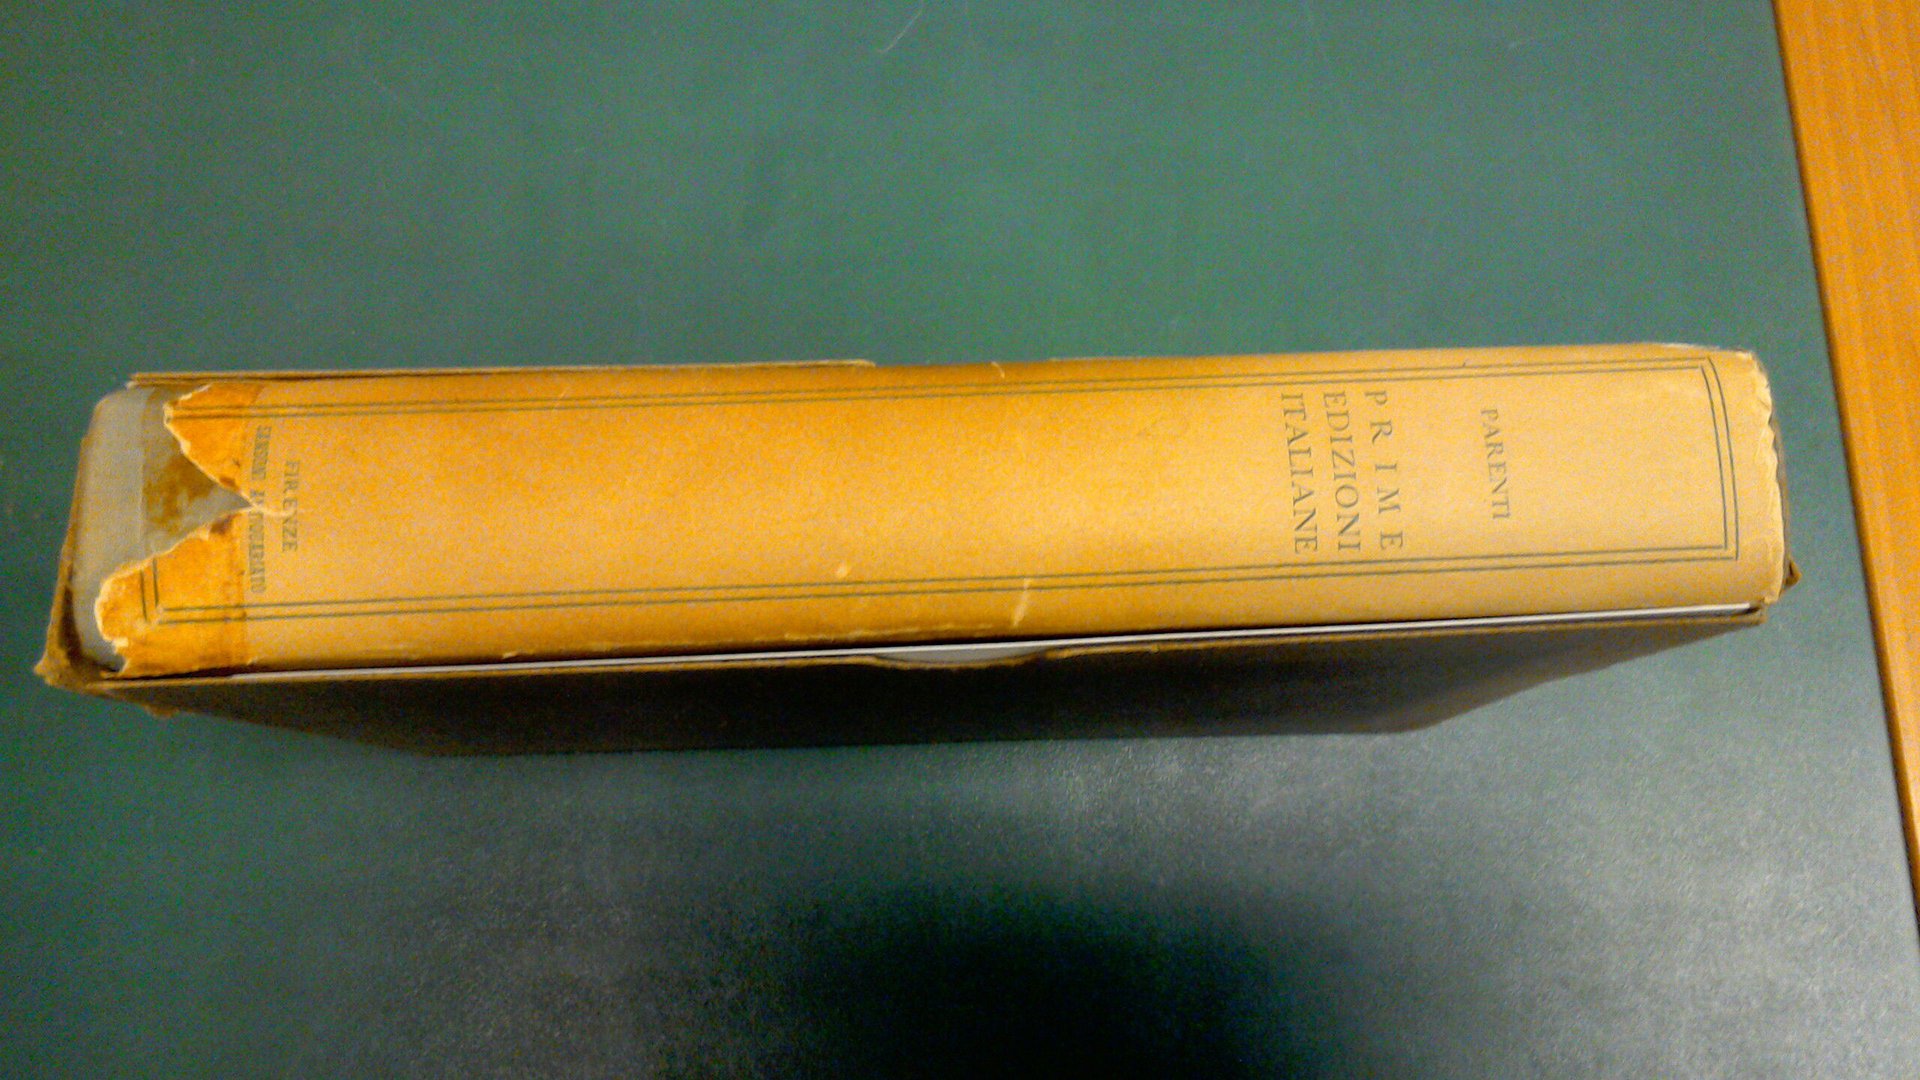 PARENTI
PRIME
EDIZIONI
ITALIANE
FIRENZE
SANSONI ANTIQUARIATO